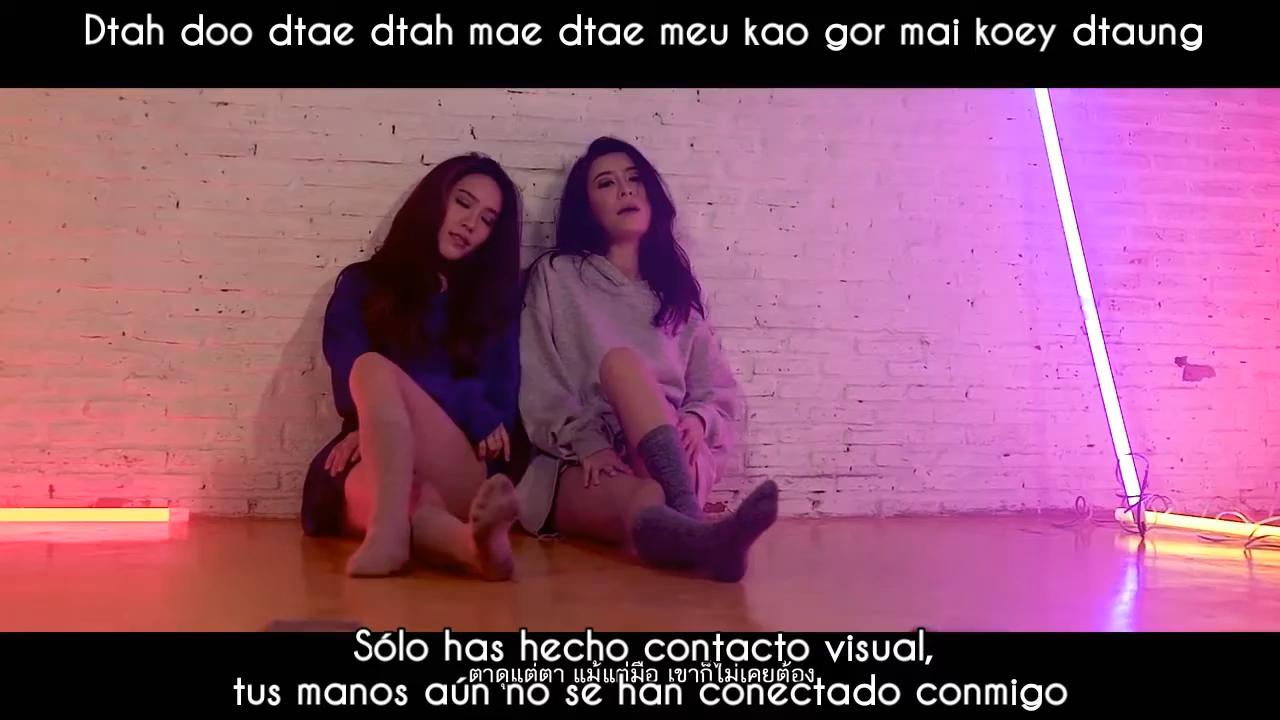 Dtah doo dtae dtah mae dtae meu kao gor mai koey dtaung
Sólo has hecho contacto visual,
ตาดุแต่ตา แม้แต่มือ เขาก็ไม่เคยต้อง
tus manos aún no se han conectado conmigo